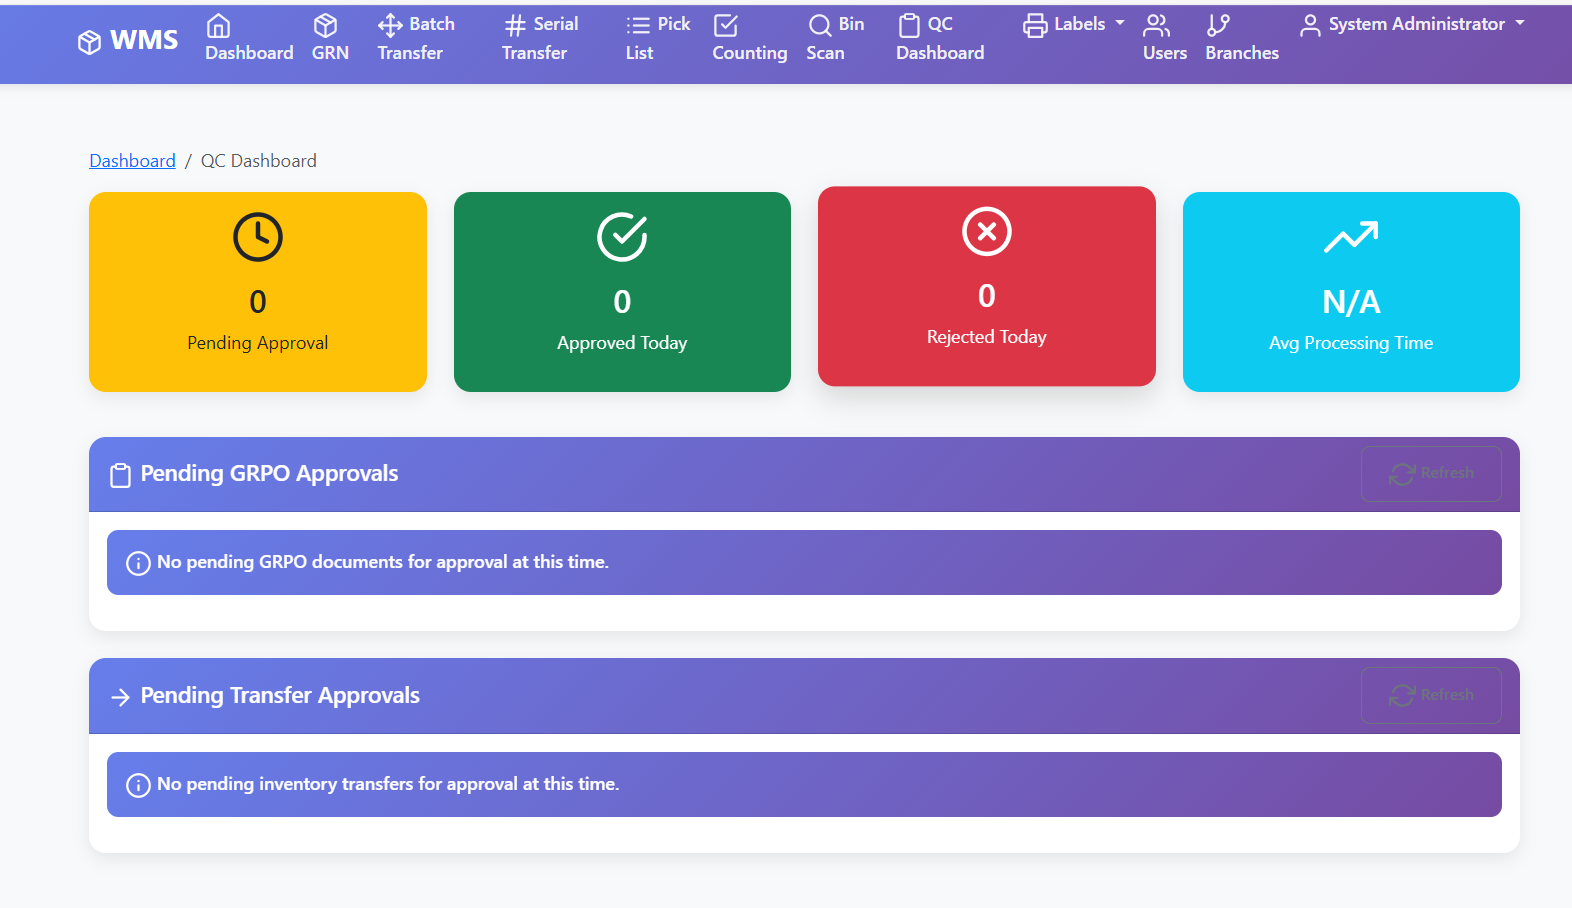 WMS
Dashboard
GRN
Batch
Transfer
Serial
Transfer
Pick
List
Counting
Bin
Scan
QC
Dashboard
Labels
Users
Branches
System Administrator
Dashboard / QC Dashboard
0
Pending Approval
0
Approved Today
0
Rejected Today
N/A
Avg Processing Time
Pending GRPO Approvals
Refresh
No pending GRPO documents for approval at this time.
Pending Transfer Approvals
Refresh
No pending inventory transfers for approval at this time.